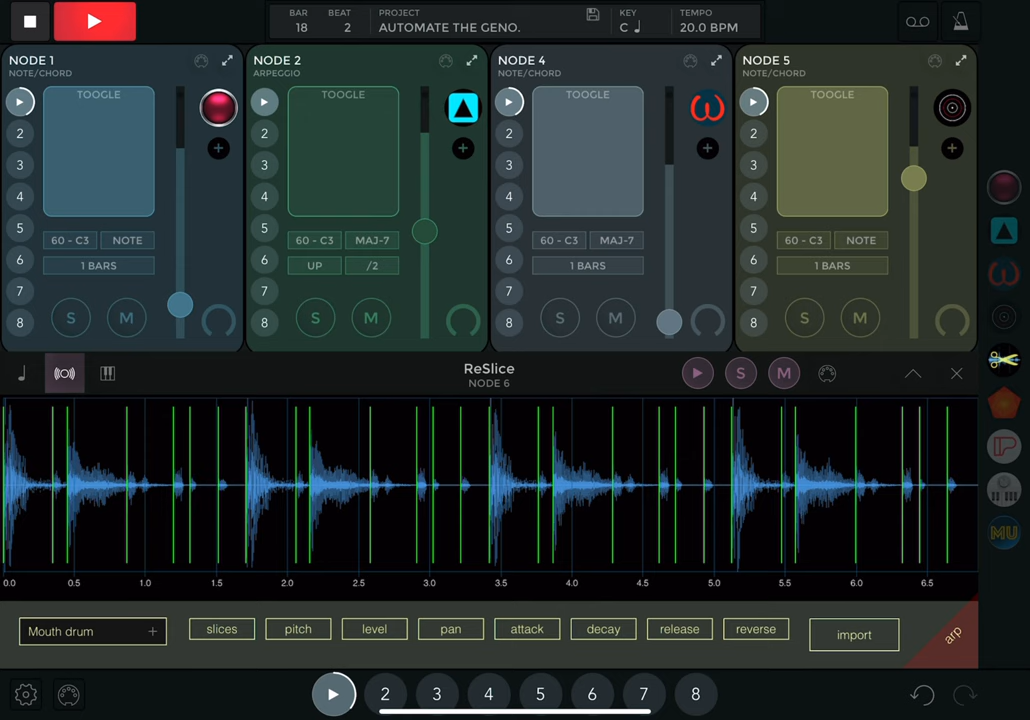 BAR BEAT PROJECT KEY TEMPO
18 2 AUTOMATE THE GENO. C 20.0 BPM
NODE 1
NOTE/CHORD
TOOGLE
2
3
4
5
6
7
8
60 - C3 NOTE
1 BARS
S M
NODE 2
ARPEGGIO
TOOGLE
2
3
4
5
6
7
8
60 - C3 MAJ-7
UP /2
S M
NODE 4
NOTE/CHORD
TOOGLE
2
3
4
5
6
7
8
60 - C3 MAJ-7
1 BARS
S M
NODE 5
NOTE/CHORD
TOOGLE
2
3
4
5
6
7
8
60 - C3 NOTE
1 BARS
S M
ReSlice
NODE 6
S M
0.0 0.5 1.0 1.5 2.0 2.5 3.0 3.5 4.0 4.5 5.0 5.5 6.0 6.5
Mouth drum + slices pitch level pan attack decay release reverse import arp
2 3 4 5 6 7 8
MU